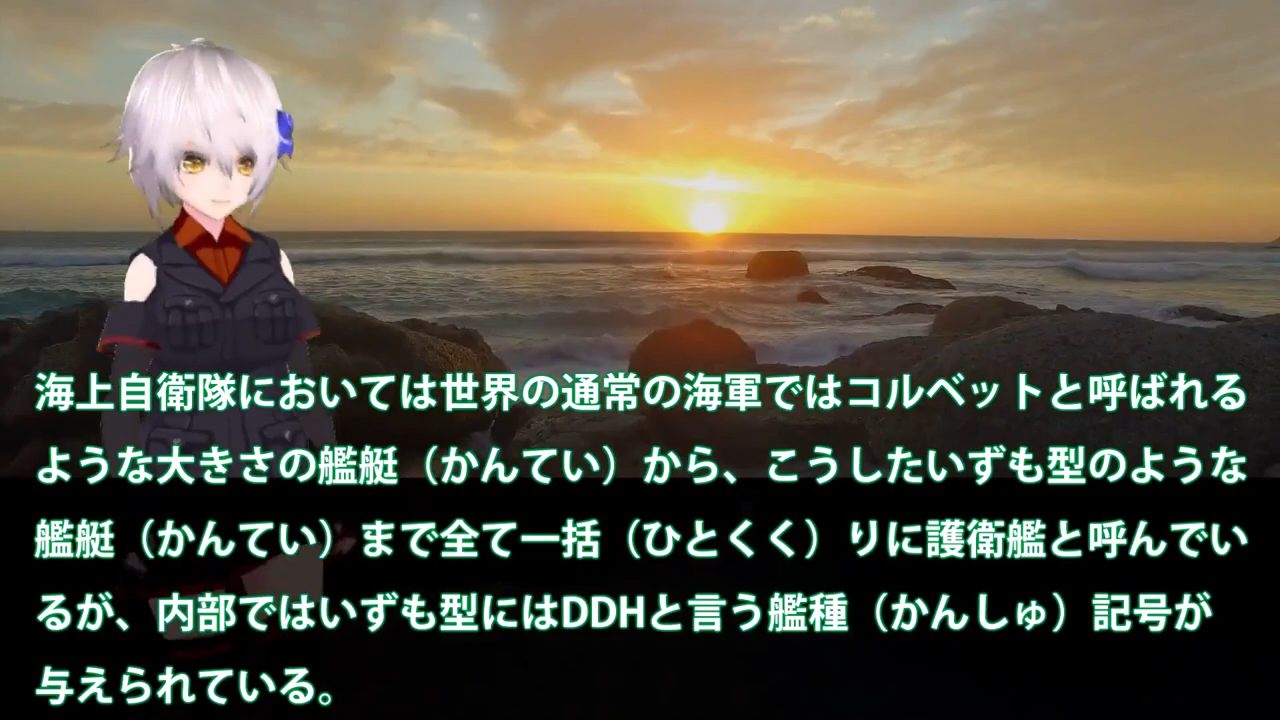 海上自衛隊においては世界の通常の海軍ではコルベットと呼ばれる
ような大きさの艦艇（かんてい）から、こうしたいずも型のような
艦艇（かんてい）まで全て一括（ひとくく）りに護衛艦と呼んでい
るが、内部ではいずも型にはDDHと言う艦種（かんしゅ）記号が
与えられている。